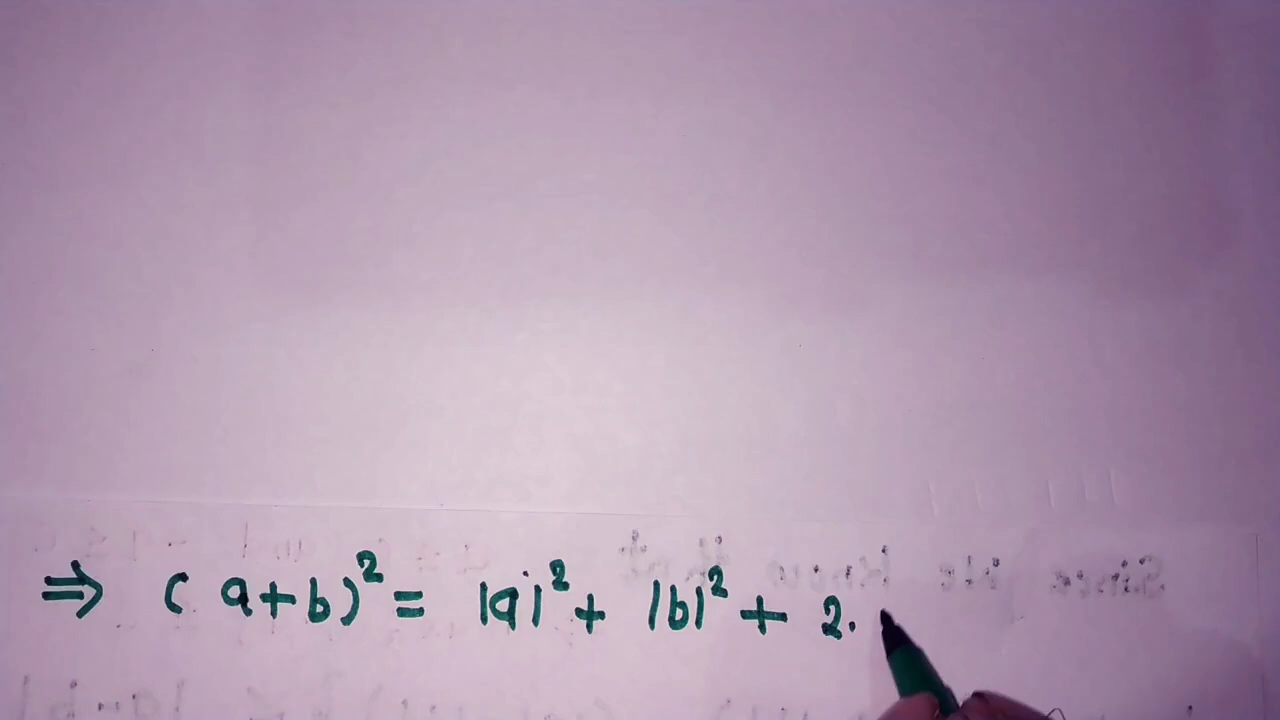 ⇒ (a+b)² = |a|² + |b|² + 2.